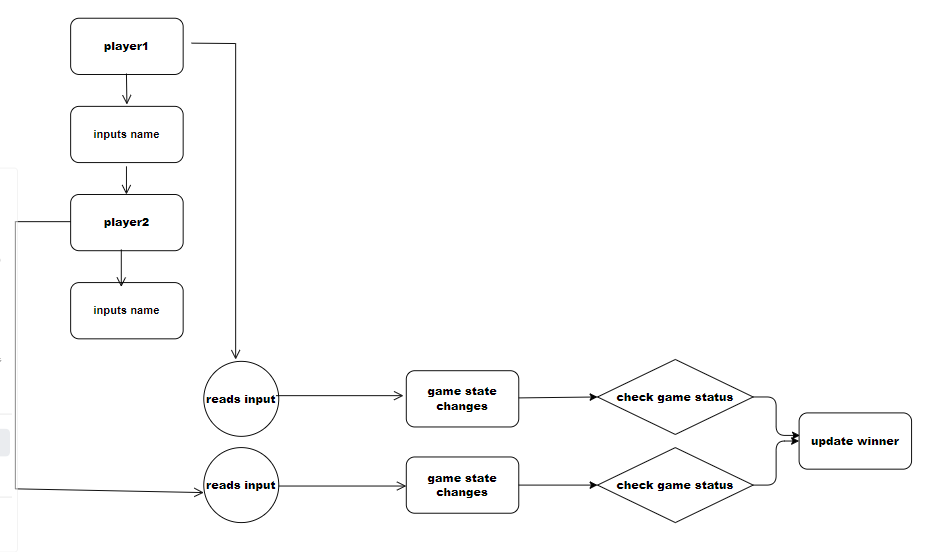 player1
inputs name
player2
inputs name
reads input
game state
changes
check game status
update winner
reads input
game state
changes
check game status